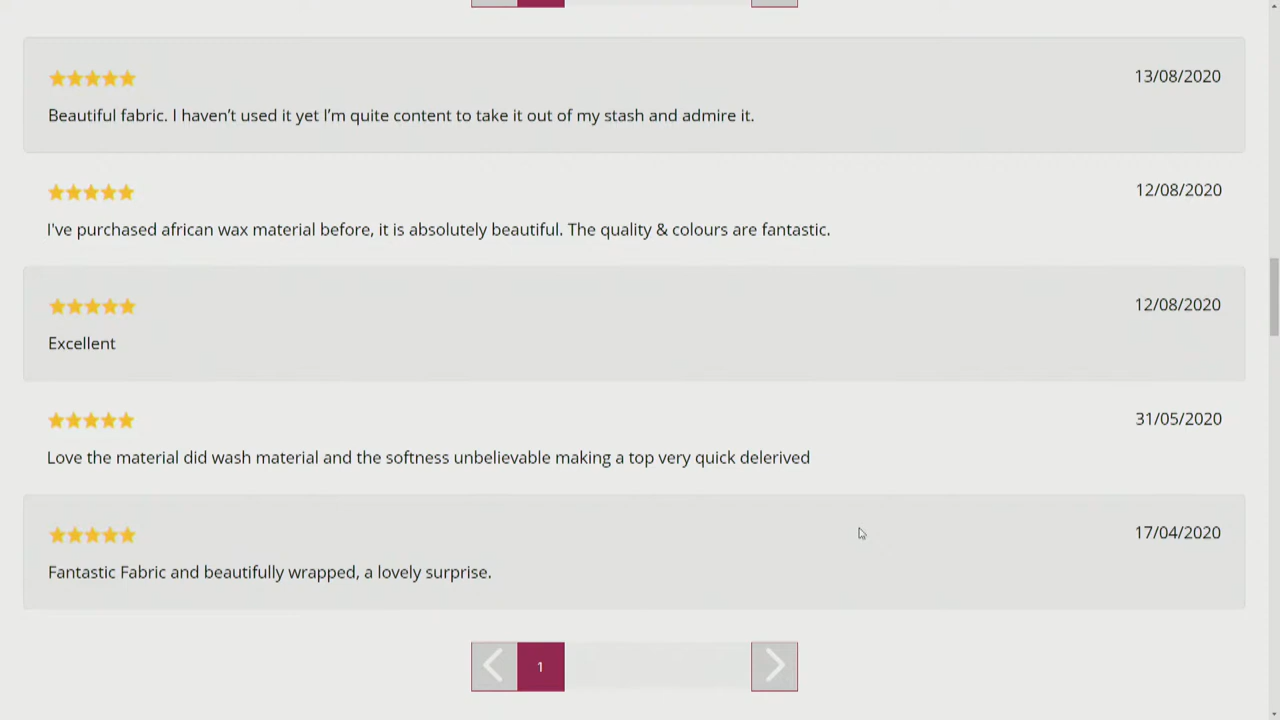 13/08/2020
Beautiful fabric. I haven’t used it yet I’m quite content to take it out of my stash and admire it.
12/08/2020
I've purchased african wax material before, it is absolutely beautiful. The quality & colours are fantastic.
12/08/2020
Excellent
31/05/2020
Love the material did wash material and the softness unbelievable making a top very quick delerived
17/04/2020
Fantastic Fabric and beautifully wrapped, a lovely surprise.
1